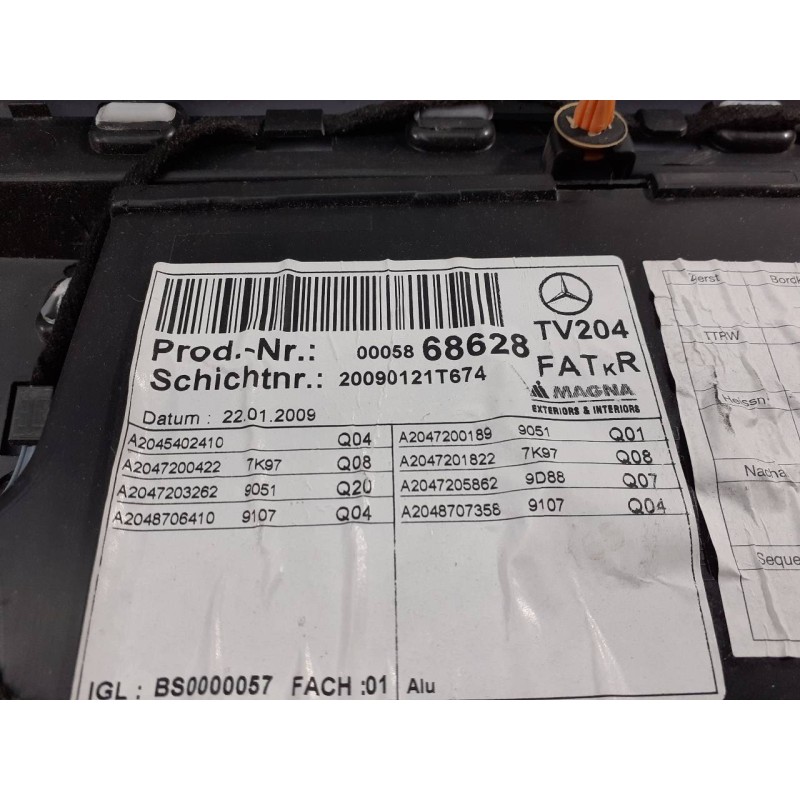 Prod.-Nr.: 00058 68628 TV204
Schichtnr.: 20090121T674 FATKR
MAGNA
EXTERIORS & INTERIORS
Datum : 22.01.2009
A2045402410 Q04 A2047200189 9051 Q01
A2047200422 7K97 Q08 A2047201822 7K97 Q08
A2047203262 9051 Q20 A2047205862 9D88 Q07
A2048706410 9107 Q04 A2048707358 9107 Q04
IGL : BS0000057 FACH :01 Alu
Zerst
Bordk
TTRW
Heissn
Nacha
Seque